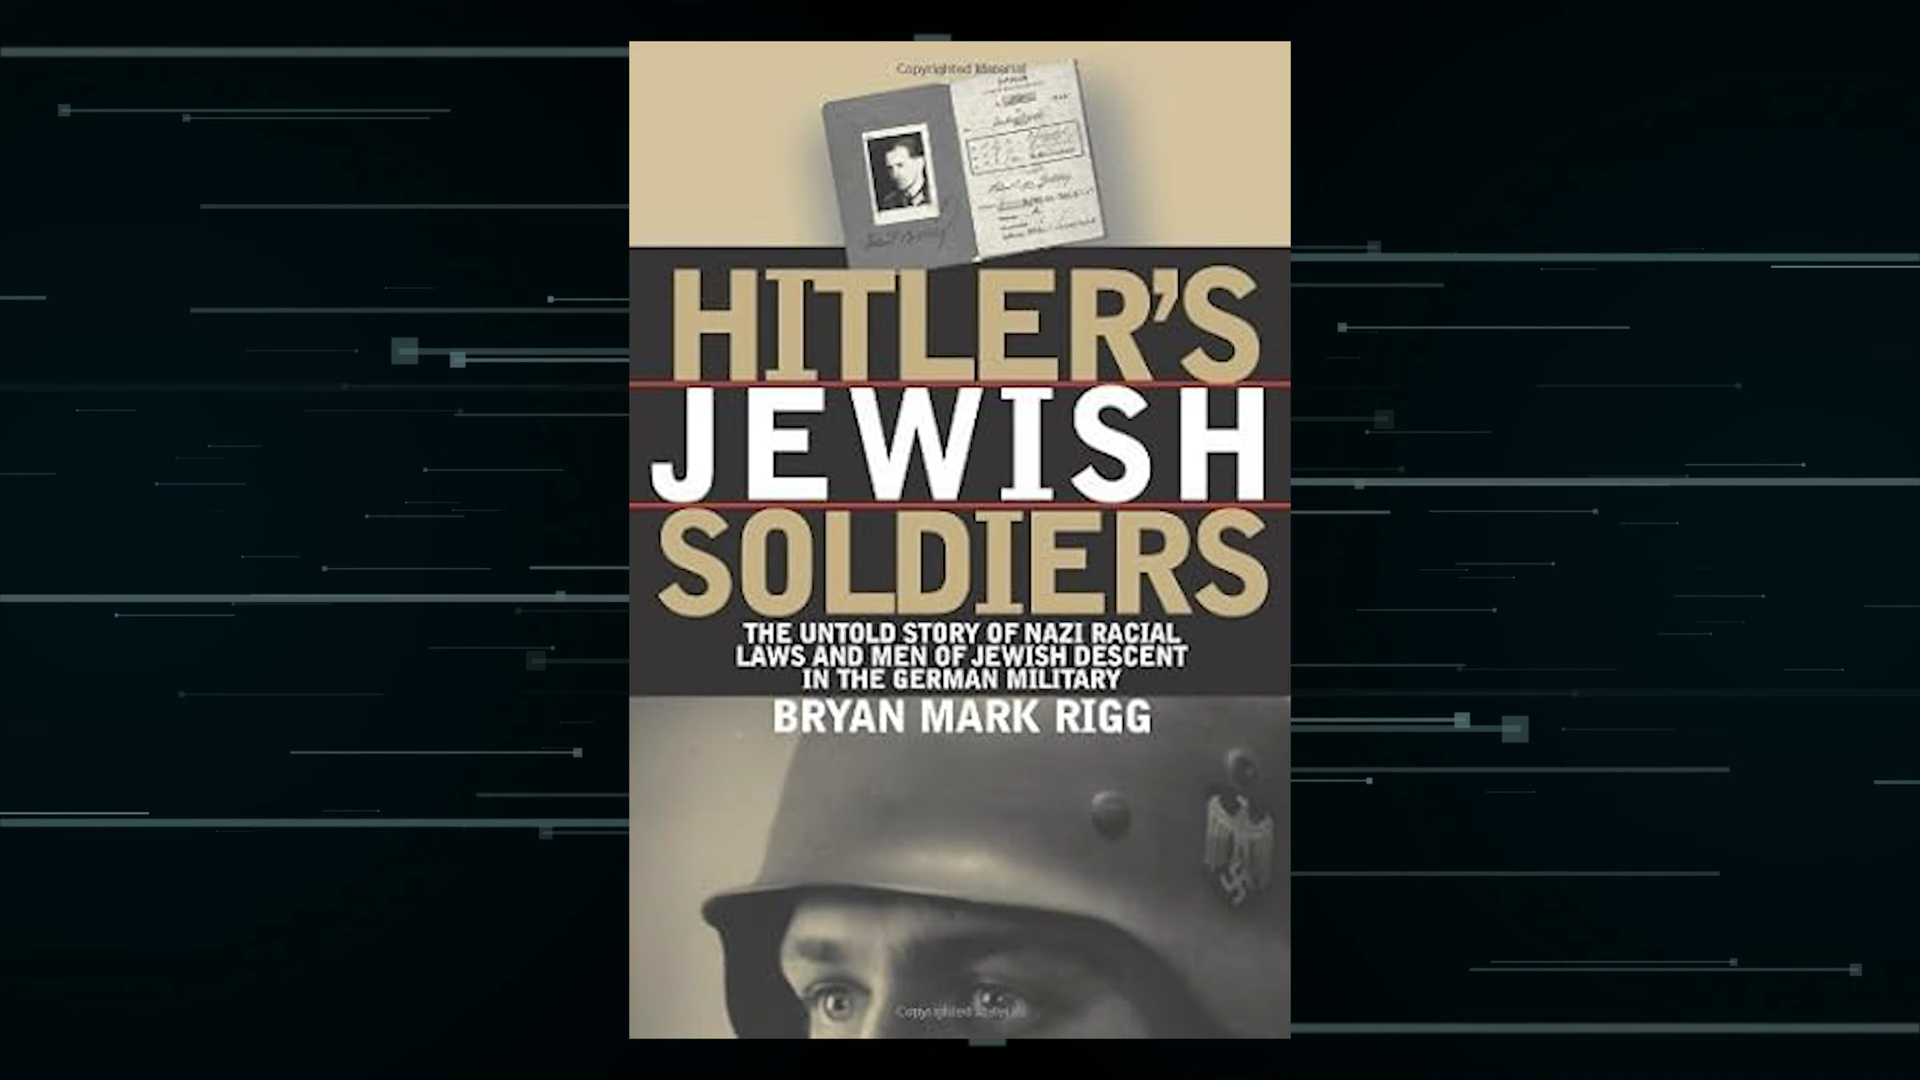 Copyrighted Material
HITLER'S
JEWISH
SOLDIERS
THE UNTOLD STORY OF NAZI RACIAL
LAWS AND MEN OF JEWISH DESCENT
IN THE GERMAN MILITARY
BRYAN MARK RIGG
Copyrighted Material